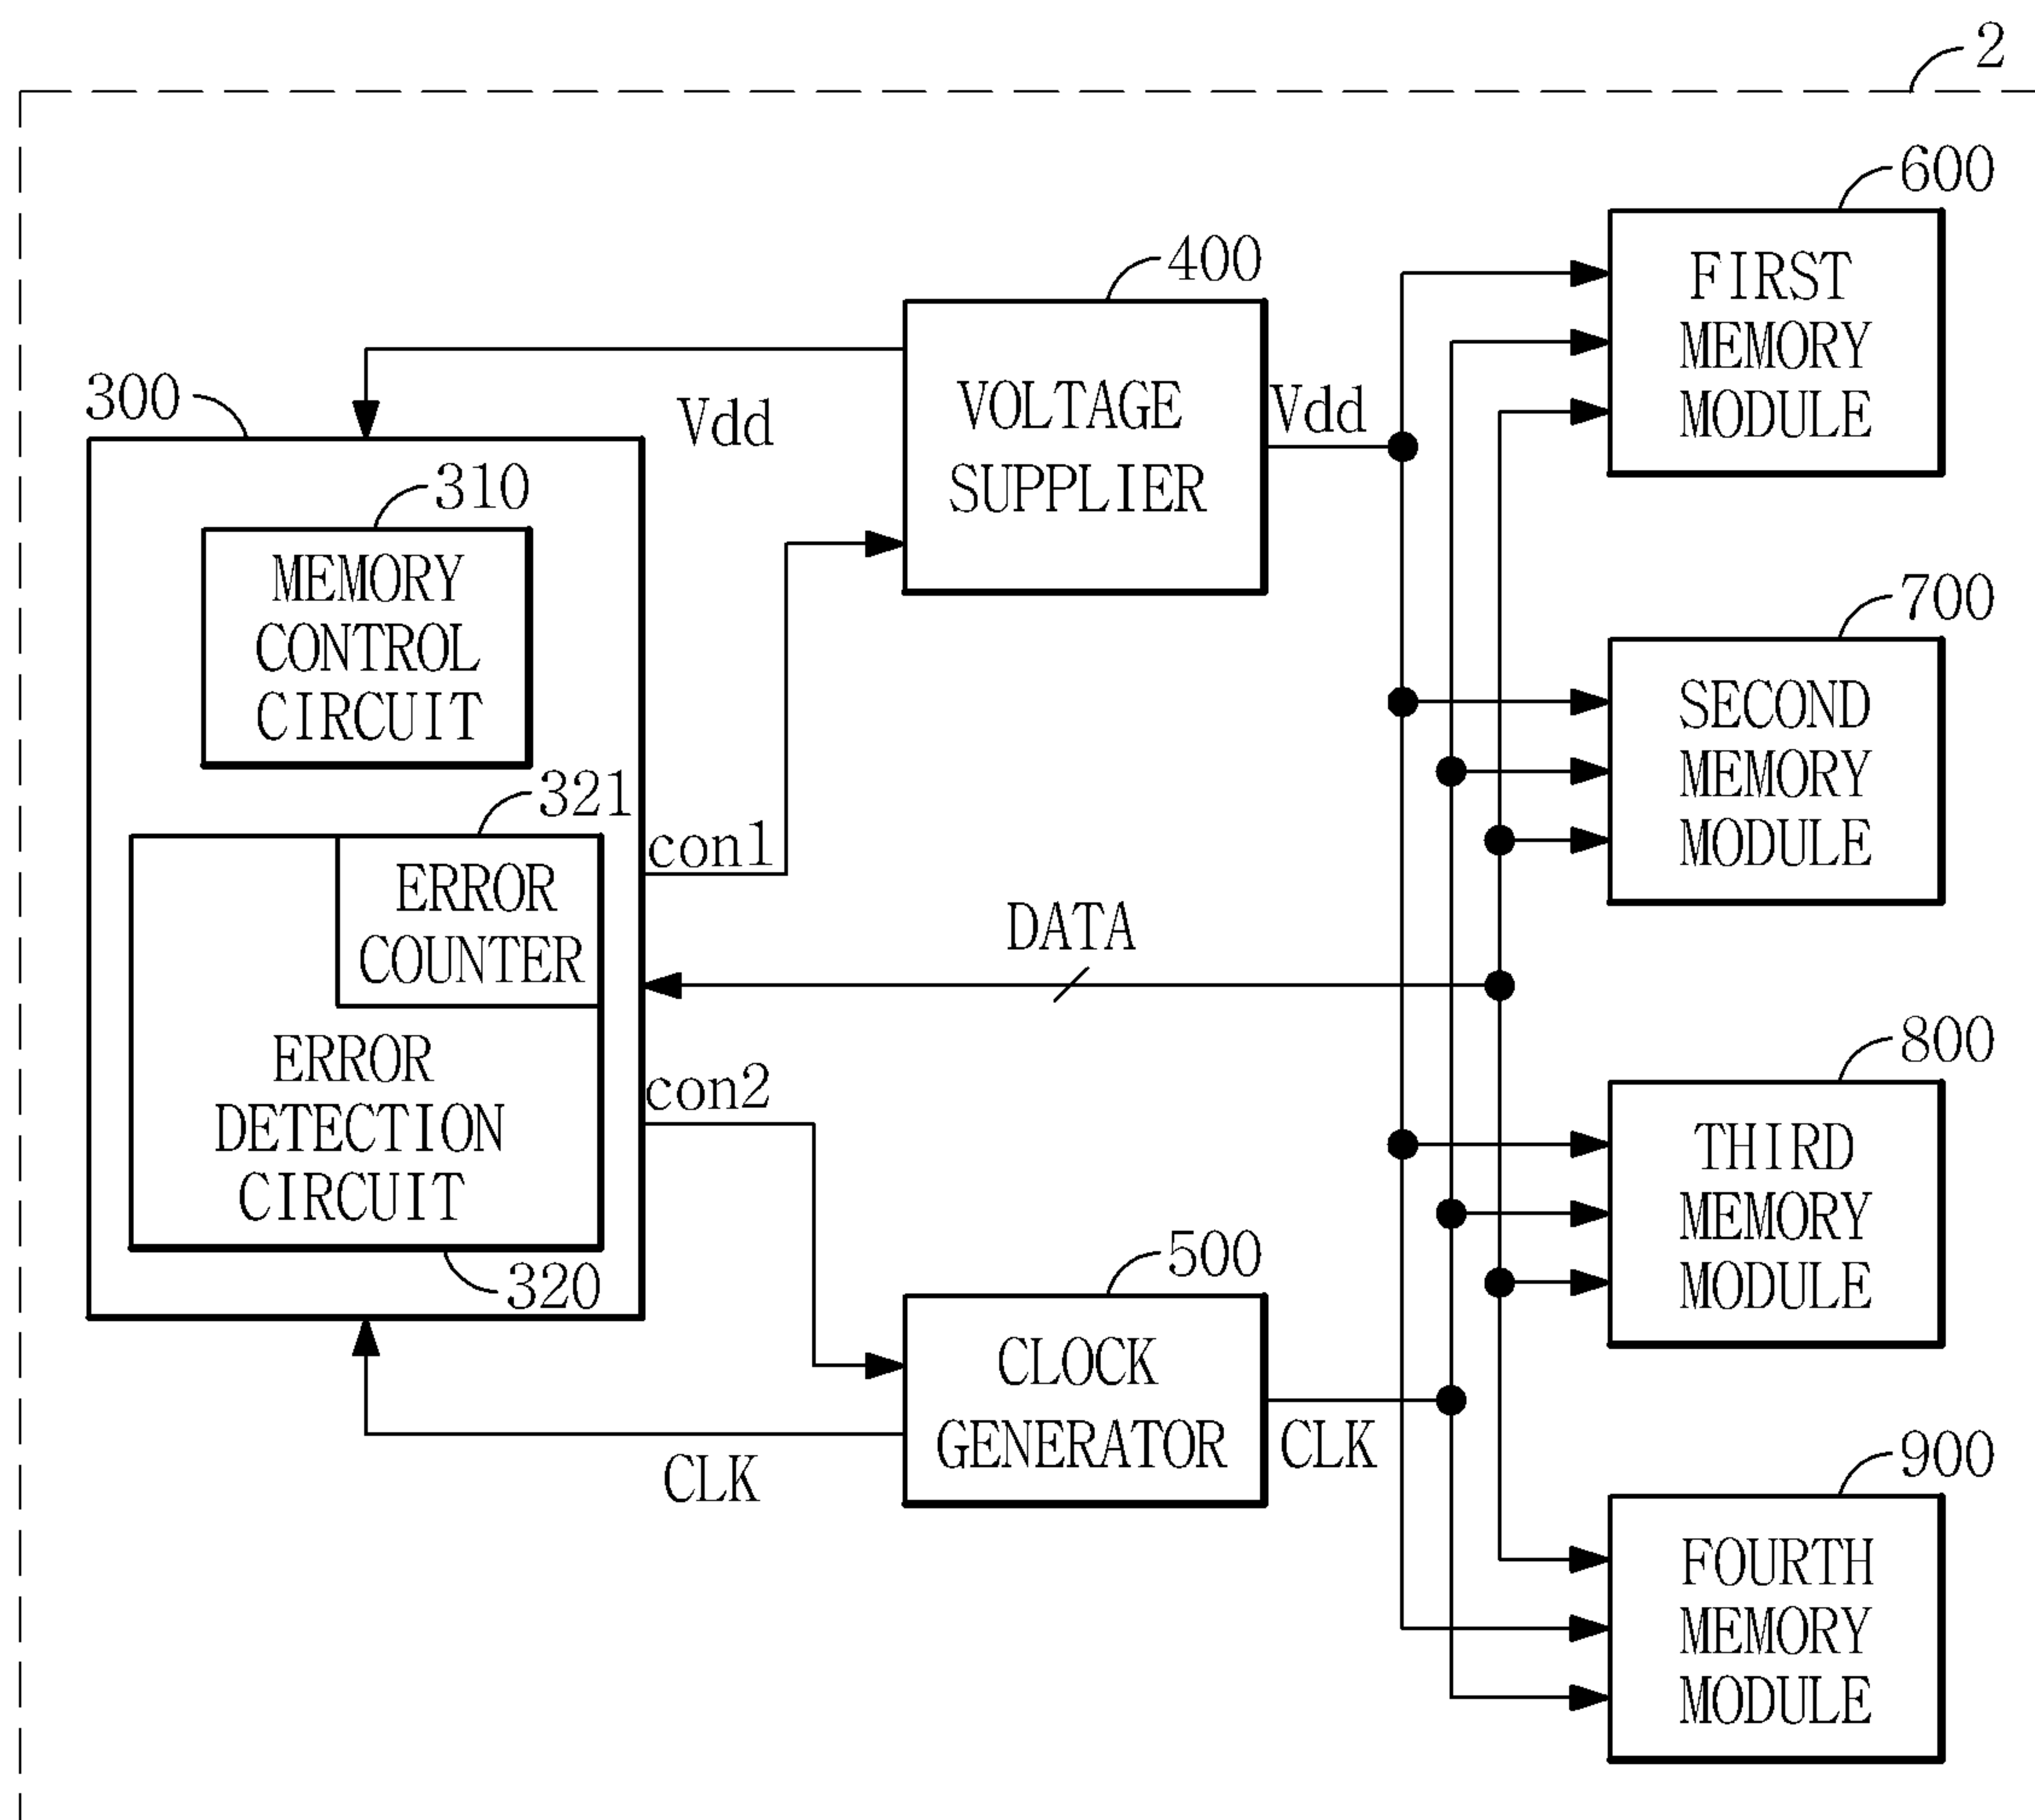 2
600
FIRST
MEMORY
MODULE
400
VOLTAGE
SUPPLIER
Vdd
Vdd
300
310
MEMORY
CONTROL
CIRCUIT
321
ERROR
COUNTER
ERROR
DETECTION
CIRCUIT
320
con1
DATA
con2
700
SECOND
MEMORY
MODULE
800
THIRD
MEMORY
MODULE
500
CLOCK
GENERATOR
CLK
CLK
900
FOURTH
MEMORY
MODULE